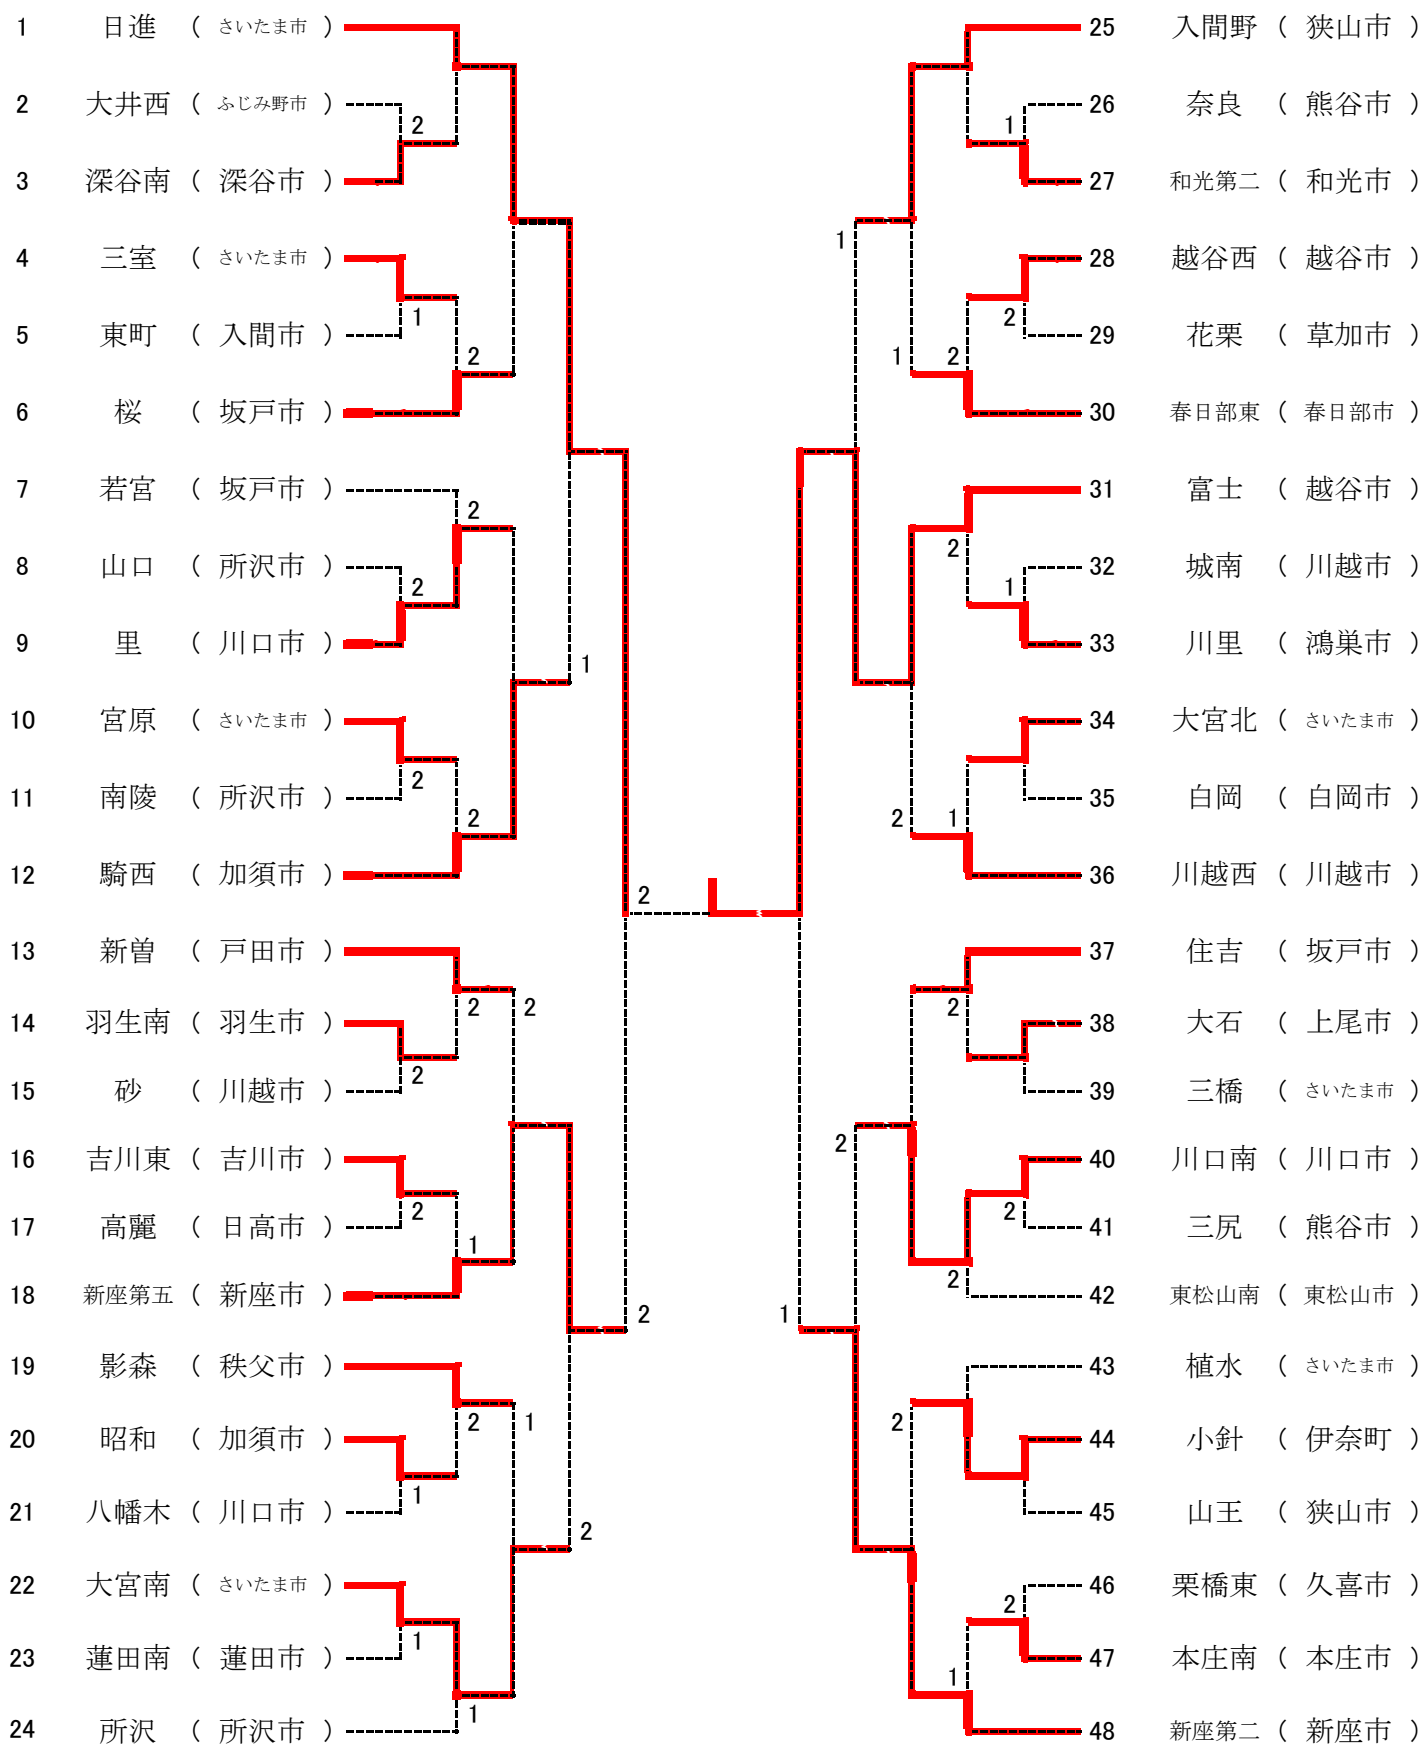 1 日進 ( さいたま市 ) 25 入間野 ( 狭山市 )
2 大井西 ( ふじみ野市 ) 26 奈良 ( 熊谷市 )
2 1
3 深谷南 ( 深谷市 ) 27 和光第二 ( 和光市 )
1
4 三室 ( さいたま市 ) 28 越谷西 ( 越谷市 )
1 2
5 東町 ( 入間市 ) 29 花栗 ( 草加市 )
2 1 2
6 桜 ( 坂戸市 ) 30 春日部東 ( 春日部市 )
7 若宮 ( 坂戸市 ) 31 富士 ( 越谷市 )
2 2
8 山口 ( 所沢市 ) 32 城南 ( 川越市 )
2 1
9 里 ( 川口市 ) 33 川里 ( 鴻巣市 )
1
10 宮原 ( さいたま市 ) 34 大宮北 ( さいたま市 )
2
11 南陵 ( 所沢市 ) 35 白岡 ( 白岡市 )
2 2 1
12 騎西 ( 加須市 ) 36 川越西 ( 川越市 )
2
13 新曽 ( 戸田市 ) 37 住吉 ( 坂戸市 )
2 2 2
14 羽生南 ( 羽生市 ) 38 大石 ( 上尾市 )
2
15 砂 ( 川越市 ) 39 三橋 ( さいたま市 )
2
16 吉川東 ( 吉川市 ) 40 川口南 ( 川口市 )
2 2
17 高麗 ( 日高市 ) 41 三尻 ( 熊谷市 )
1 2
18 新座第五 ( 新座市 ) 42 東松山南 ( 東松山市 )
2 1
19 影森 ( 秩父市 ) 43 植水 ( さいたま市 )
2 1 2
20 昭和 ( 加須市 ) 44 小針 ( 伊奈町 )
1
21 八幡木 ( 川口市 ) 45 山王 ( 狭山市 )
2
22 大宮南 ( さいたま市 ) 46 栗橋東 ( 久喜市 )
1 2
23 蓮田南 ( 蓮田市 ) 47 本庄南 ( 本庄市 )
1 1
24 所沢 ( 所沢市 ) 48 新座第二 ( 新座市 )